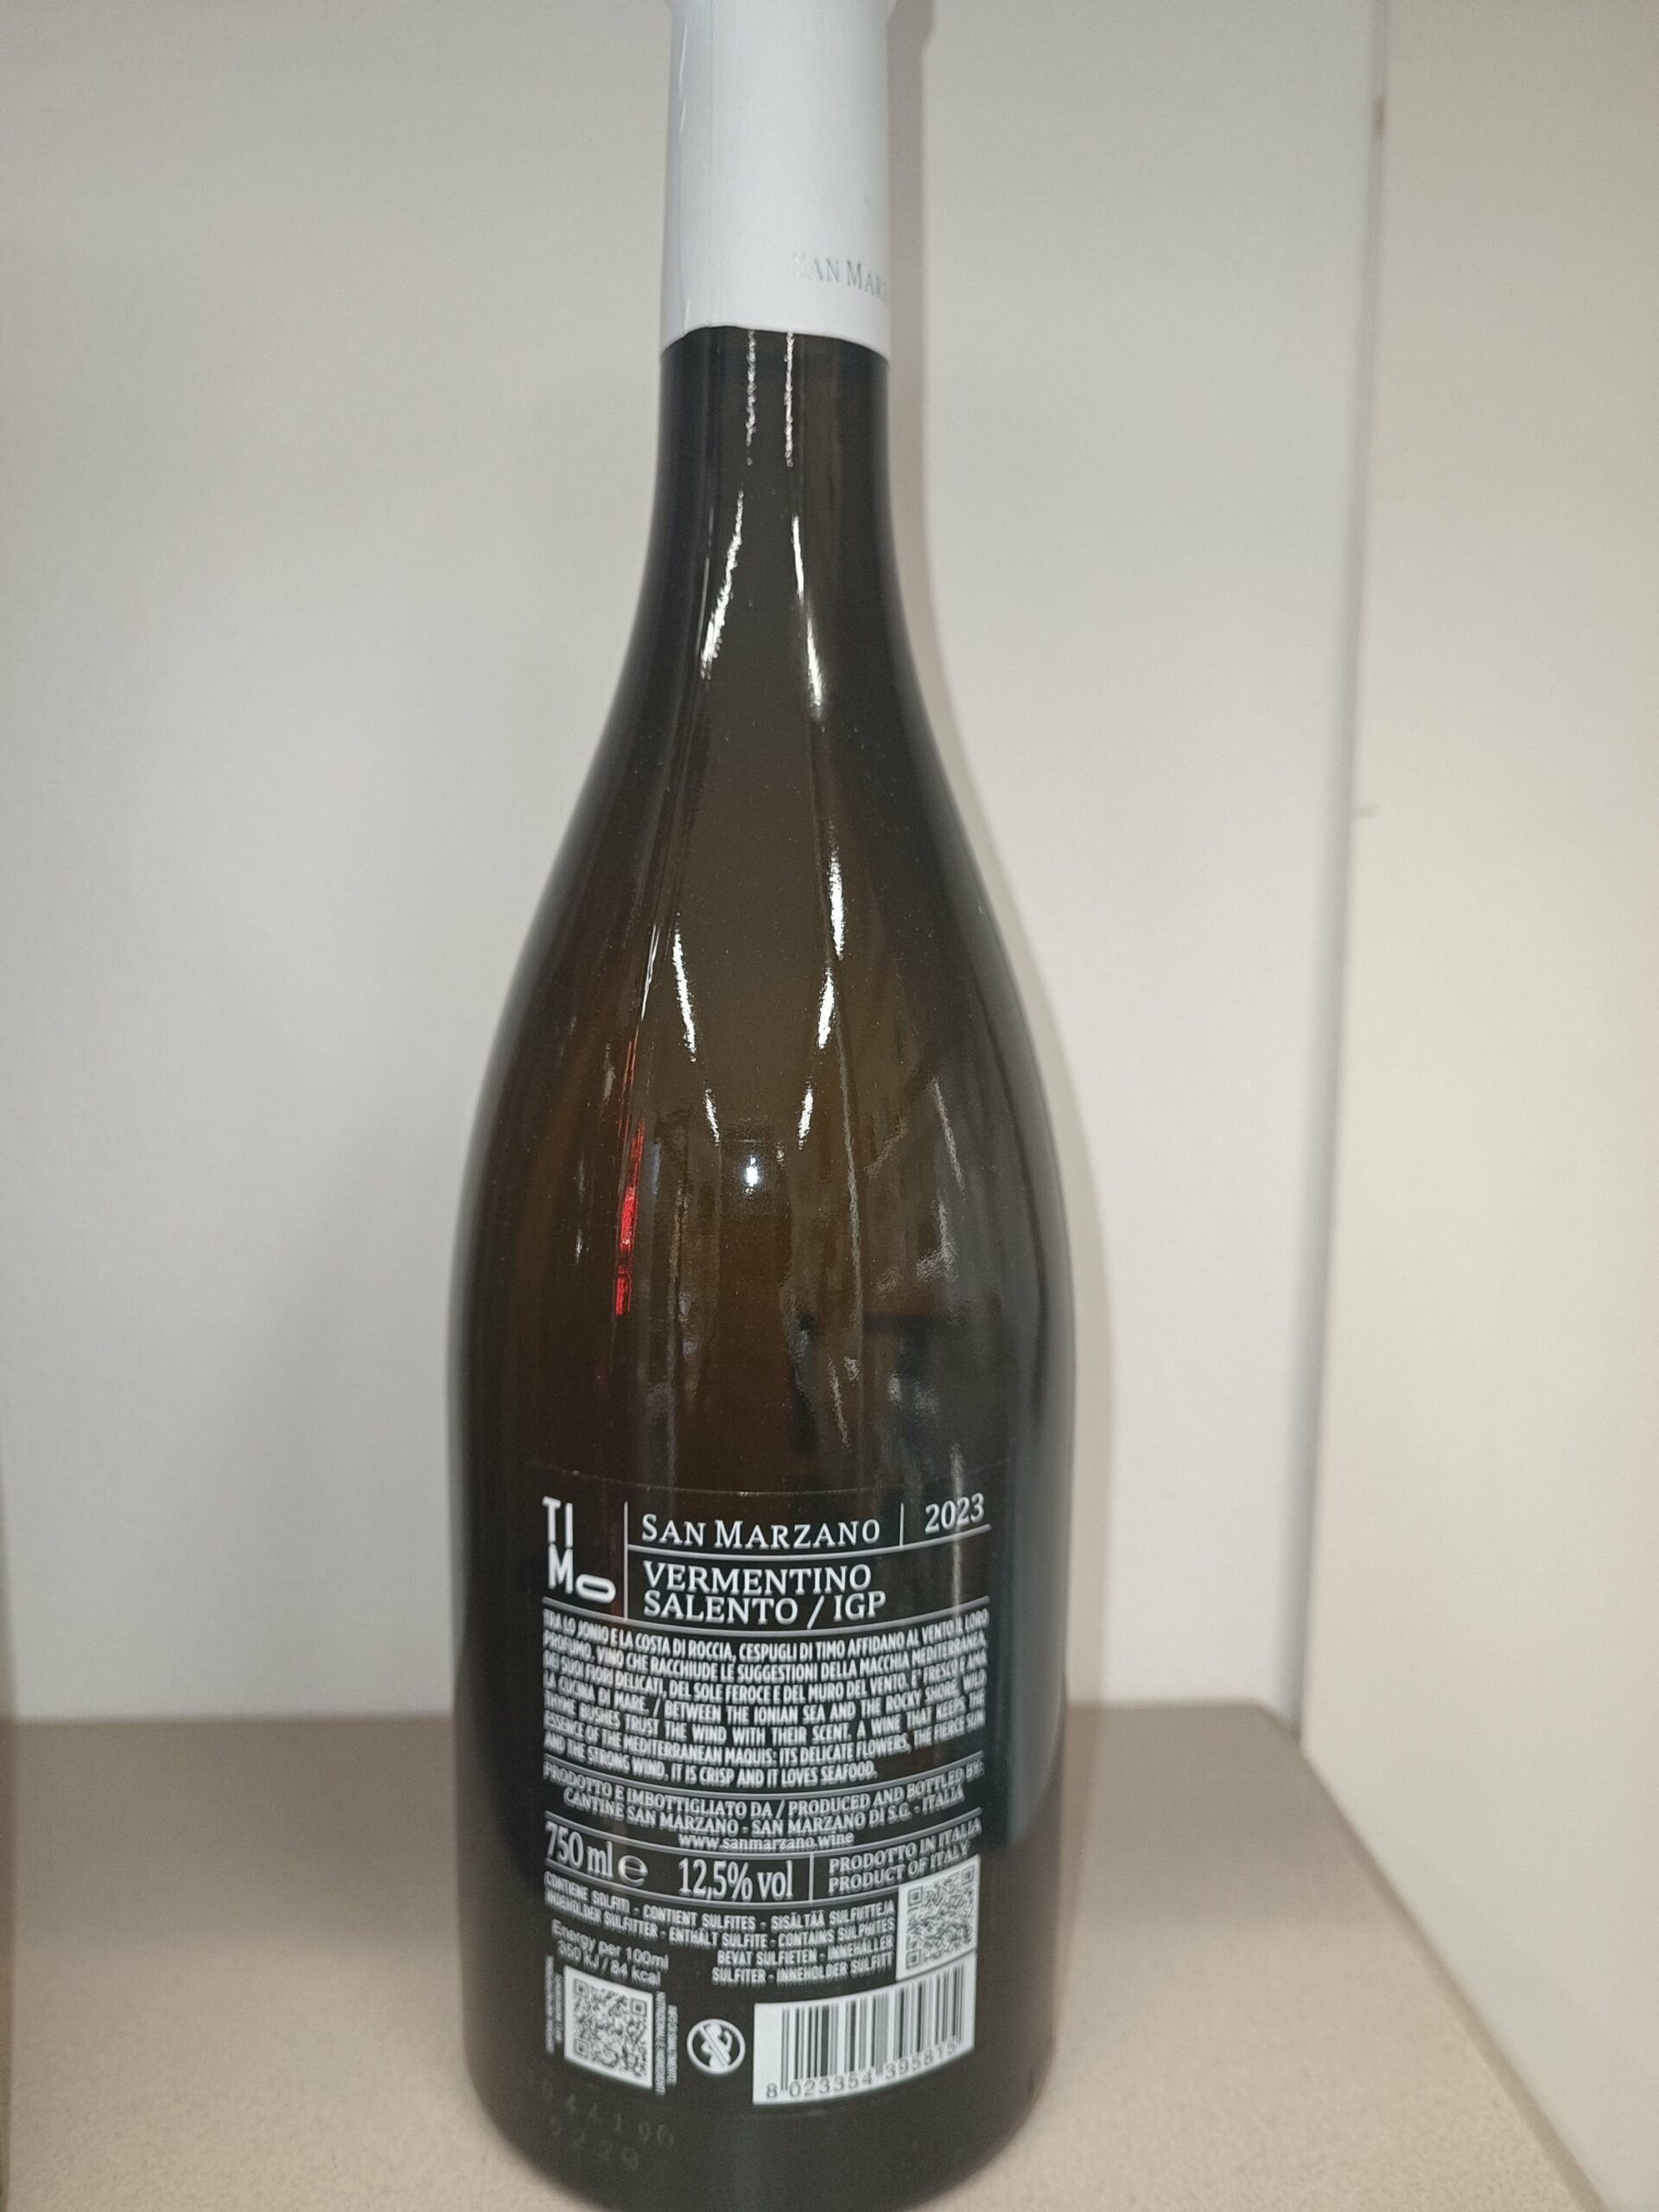 SAN MARZ
TIMO
SAN MARZANO | 2023
VERMENTINO
SALENTO / IGP
TRA LO JONIO E LA COSTA DI ROCCIA, CESPUGLI DI TIMO AFFIDANO AL VENTO IL LORO
PROFUMO. VINO CHE RACCHIUDE LE SUGGESTIONI DELLA MACCHIA MEDITERRANEA,
DEI SUOI FIORI DELICATI, DEL SOLE FEROCE E DEL MURO DEL VENTO. E' FRESCO E AMA
LA CUCINA DI MARE. / BETWEEN THE IONIAN SEA AND THE ROCKY SHORE, WILD
THYME BUSHES TRUST THE WIND WITH THEIR SCENT. A WINE THAT KEEPS THE
ESSENCE OF THE MEDITERRANEAN MAQUIS: ITS DELICATE FLOWERS, THE FIERCE SUN
AND THE STRONG WIND. IT IS CRISP AND IT LOVES SEAFOOD.
PRODOTTO E IMBOTTIGLIATO DA / PRODUCED AND BOTTLED BY:
CANTINE SAN MARZANO - SAN MARZANO DI S.G. - ITALIA
www.sanmarzano.wine
750 ml e 12,5% vol
PRODOTTO IN ITALIA
PRODUCT OF ITALY
CONTIENE SOLFITI - CONTIENT SULFITES - SISÄLTÄÄ SULFIITTEJA
INDEHOLDER SULFITTER - ENTHÄLT SULFITE - CONTAINS SULPHITES
BEVAT SULFIETEN - INNEHÅLLER
SULFITER - INNEHOLDER SULFITT
Energy per 100ml
350 kJ / 84 kcal
8 023354 395815